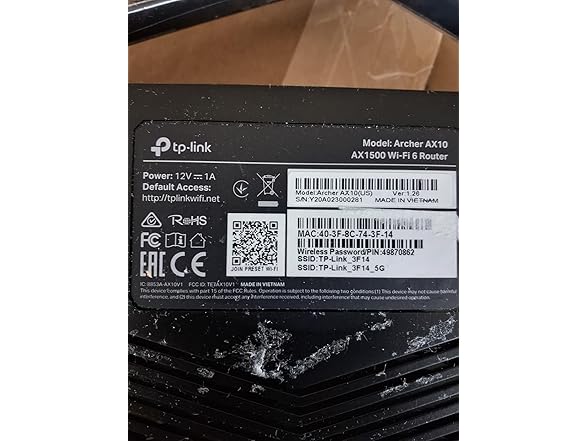 tp-link
Model: Archer AX10
AX1500 Wi-Fi 6 Router
Power: 12V⎓1A
Default Access:
http://tplinkwifi.net
Model:Archer AX10(US) Ver:1.26
S/N:Y20A023000281 MADE IN VIETNAM
RoHS
FC
EAC CE
JOIN PRESET WI-FI
MAC:40-3F-8C-74-3F-14
Wireless Password/PIN:49870862
SSID:TP-Link_3F14
SSID:TP-Link_3F14_5G
IC: 8853A-AX10V1 FCC ID: TE7AX10V1 * MADE IN VIETNAM
This device complies with part 15 of the FCC Rules. Operation is subject to the following two conditions:(1) This device may not cause harmful
interference, and (2) this device must accept any interference received, including interference that may cause undesired operation.